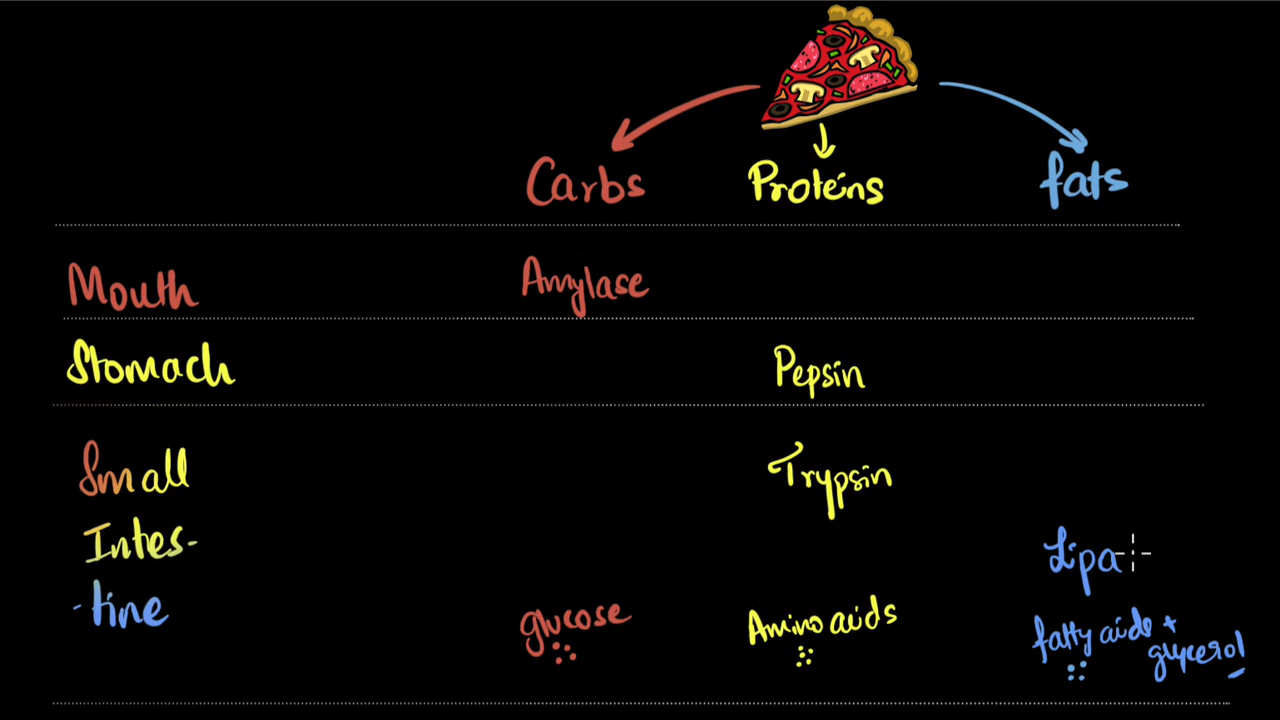 Carbs Proteins fats
Mouth Amylase
Stomach Pepsin
Small Trypsin
Intes-
Lipa
-tine
glucose Amino acids fatty acids +
glycerol